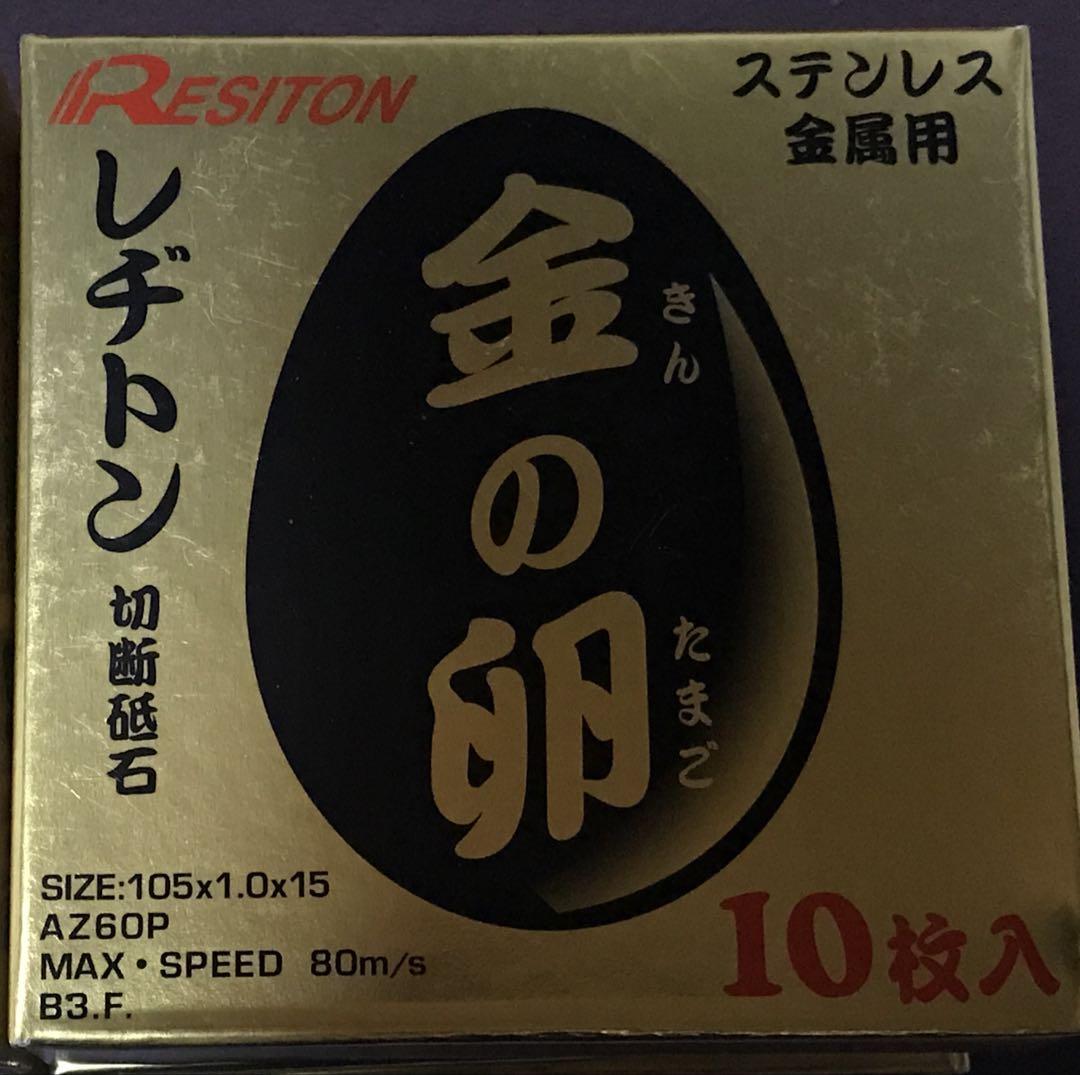 RESITON
ステンレス
金属用
レヂトン
切断砥石
金の卵
きん
たまご
SIZE:105x1.0x15
AZ60P
MAX・SPEED 80m/s
B3.F.
10枚入